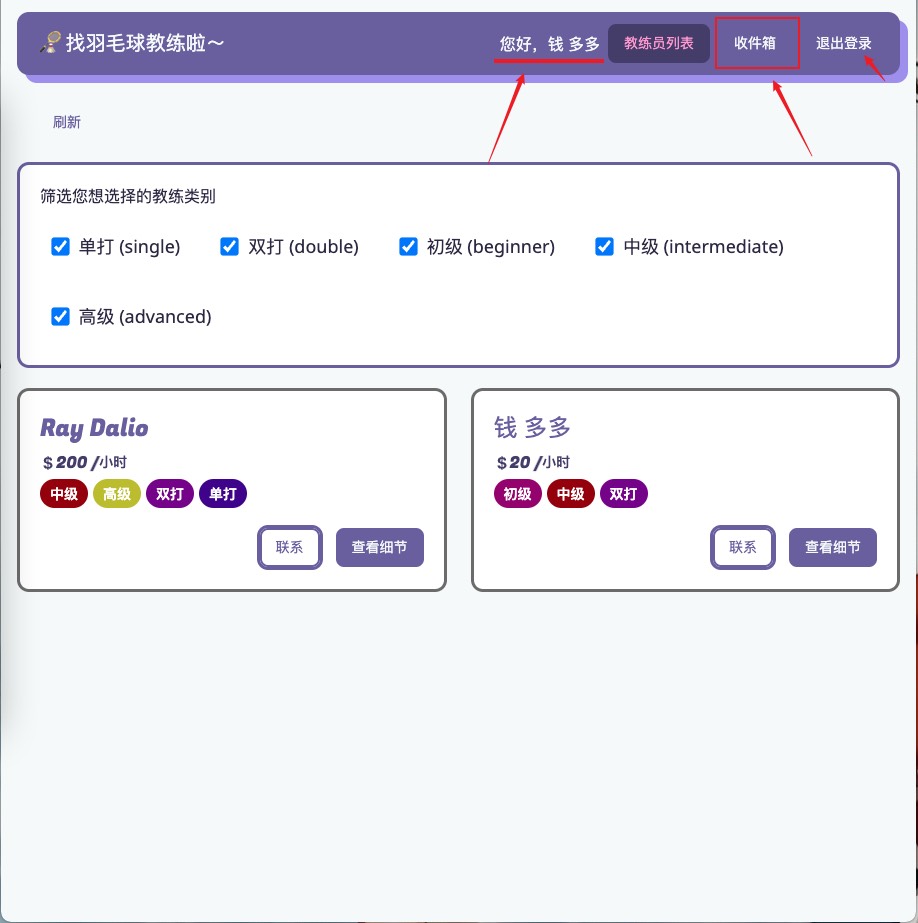 找羽毛球教练啦～ 您好，钱 多多 教练员列表 收件箱 退出登录
刷新
筛选您想选择的教练类别
单打 (single) 双打 (double) 初级 (beginner) 中级 (intermediate)
高级 (advanced)
Ray Dalio
$200 /小时
中级 高级 双打 单打
联系 查看细节
钱 多多
$20 /小时
初级 中级 双打
联系 查看细节